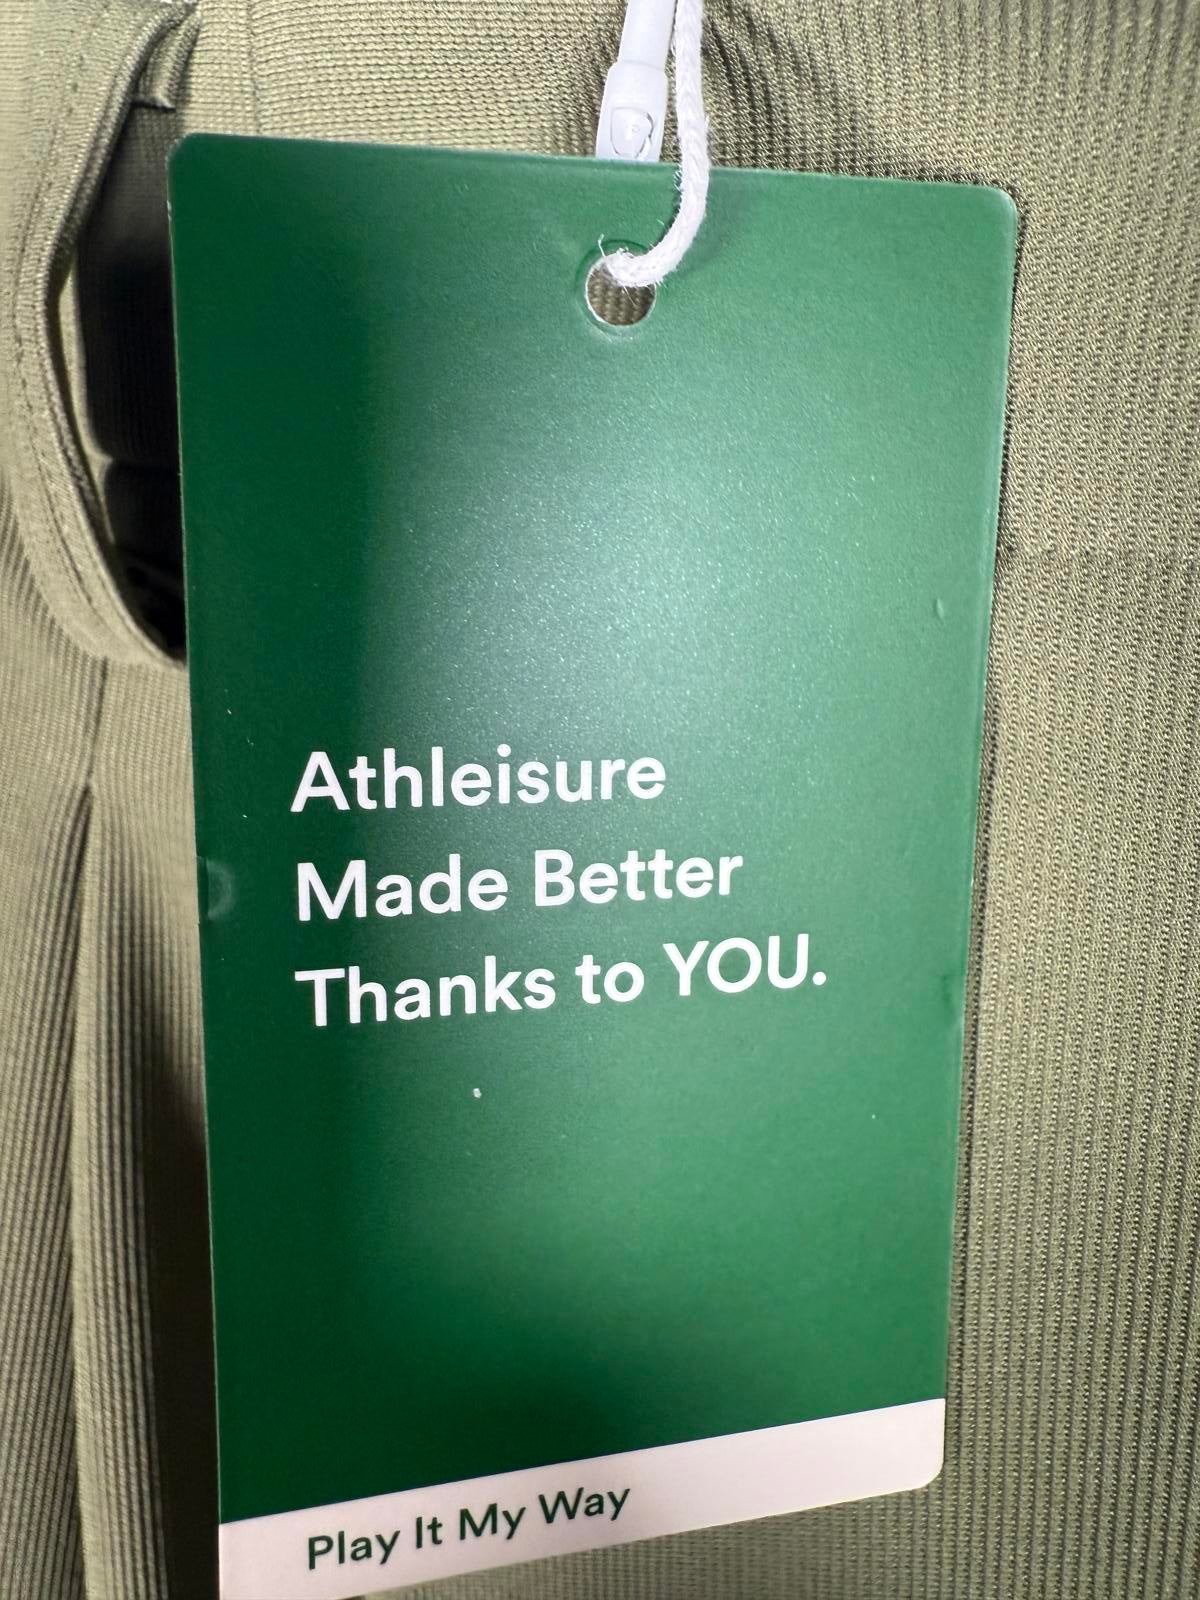 Athleisure
Made Better
Thanks to YOU.
Play It My Way